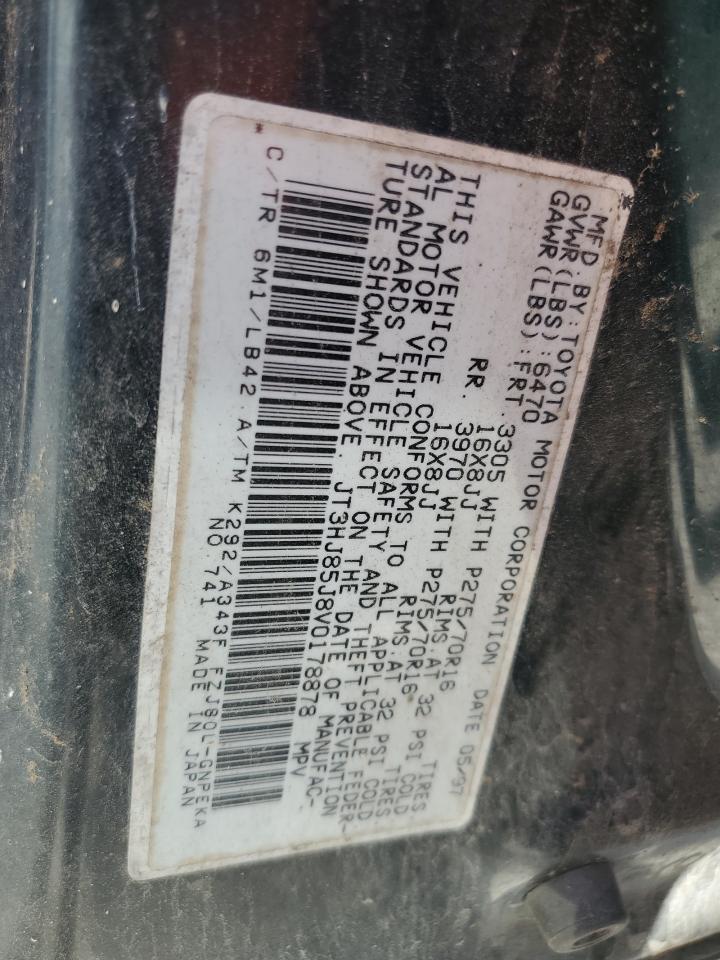 MFD.BY:TOYOTA MOTOR CORPORATION DATE 05/97
GVWR(LBS):6470
GAWR(LBS):FRT.3305 WITH P275/70R16 TIRES
16X8JJ RIMS AT 32 PSI COLD
RR. 3970 WITH P275/70R16 TIRES
16X8JJ RIMS AT 32 PSI COLD
THIS VEHICLE CONFORMS TO ALL APPLICABLE FEDER-
AL MOTOR VEHICLE SAFETY AND THEFT PREVENTION
STANDARDS IN EFFECT ON THE DATE OF MANUFAC-
TURE SHOWN ABOVE. JT3HJ85J8V0178878 MPV
* C/TR 6M1/LB42 A/TM K292/A343F FZJ80L-GNPEKA
NO.741 MADE IN JAPAN